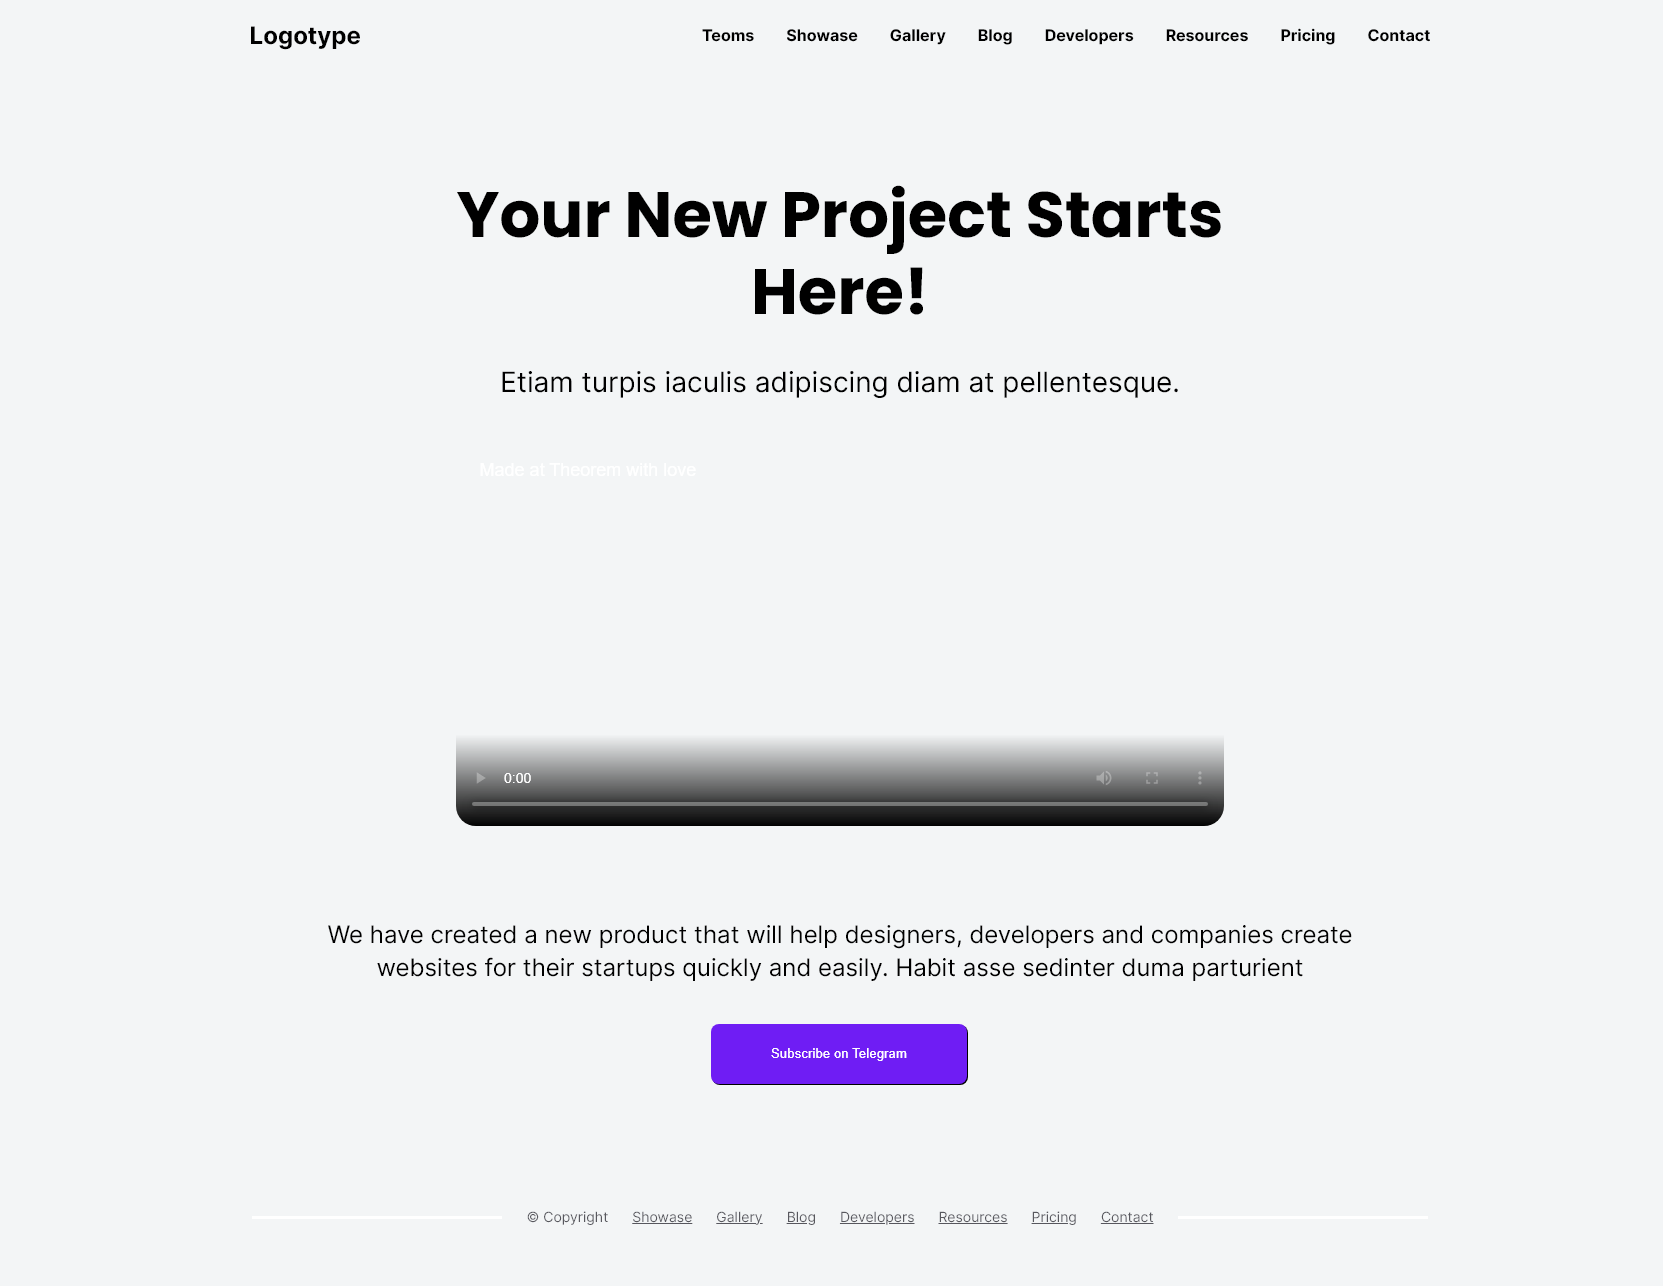 Logotype Teoms Showase Gallery Blog Developers Resources Pricing Contact
Your New Project Starts
Here!
Etiam turpis iaculis adipiscing diam at pellentesque.
Made at Theorem with love
0:00
We have created a new product that will help designers, developers and companies create
websites for their startups quickly and easily. Habit asse sedinter duma parturient
Subscribe on Telegram
© Copyright Showase Gallery Blog Developers Resources Pricing Contact